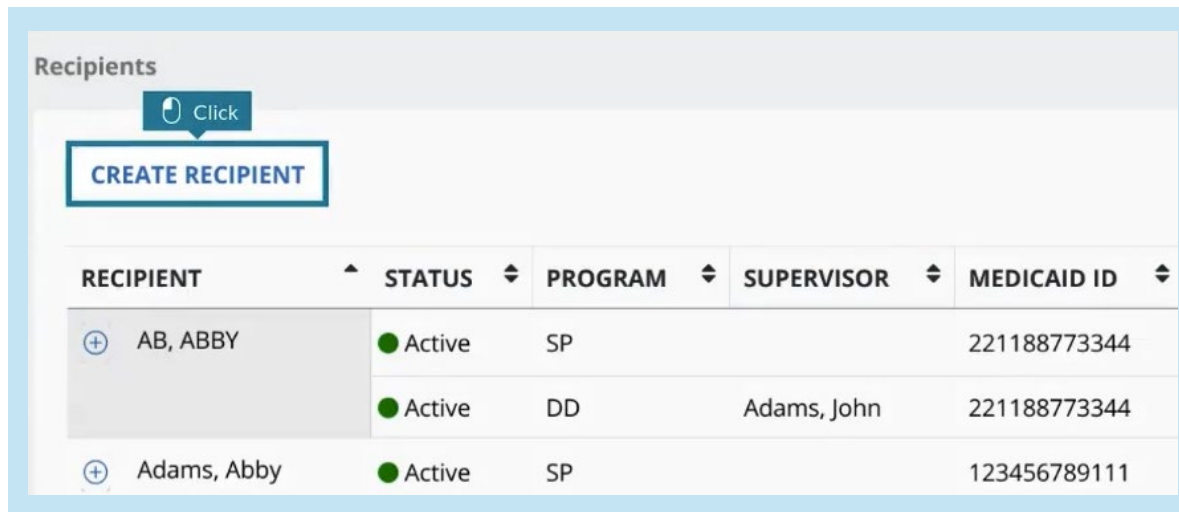 Recipients
Click
CREATE RECIPIENT
RECIPIENT STATUS PROGRAM SUPERVISOR MEDICAID ID
AB, ABBY Active SP 221188773344
Active DD Adams, John 221188773344
Adams, Abby Active SP 123456789111